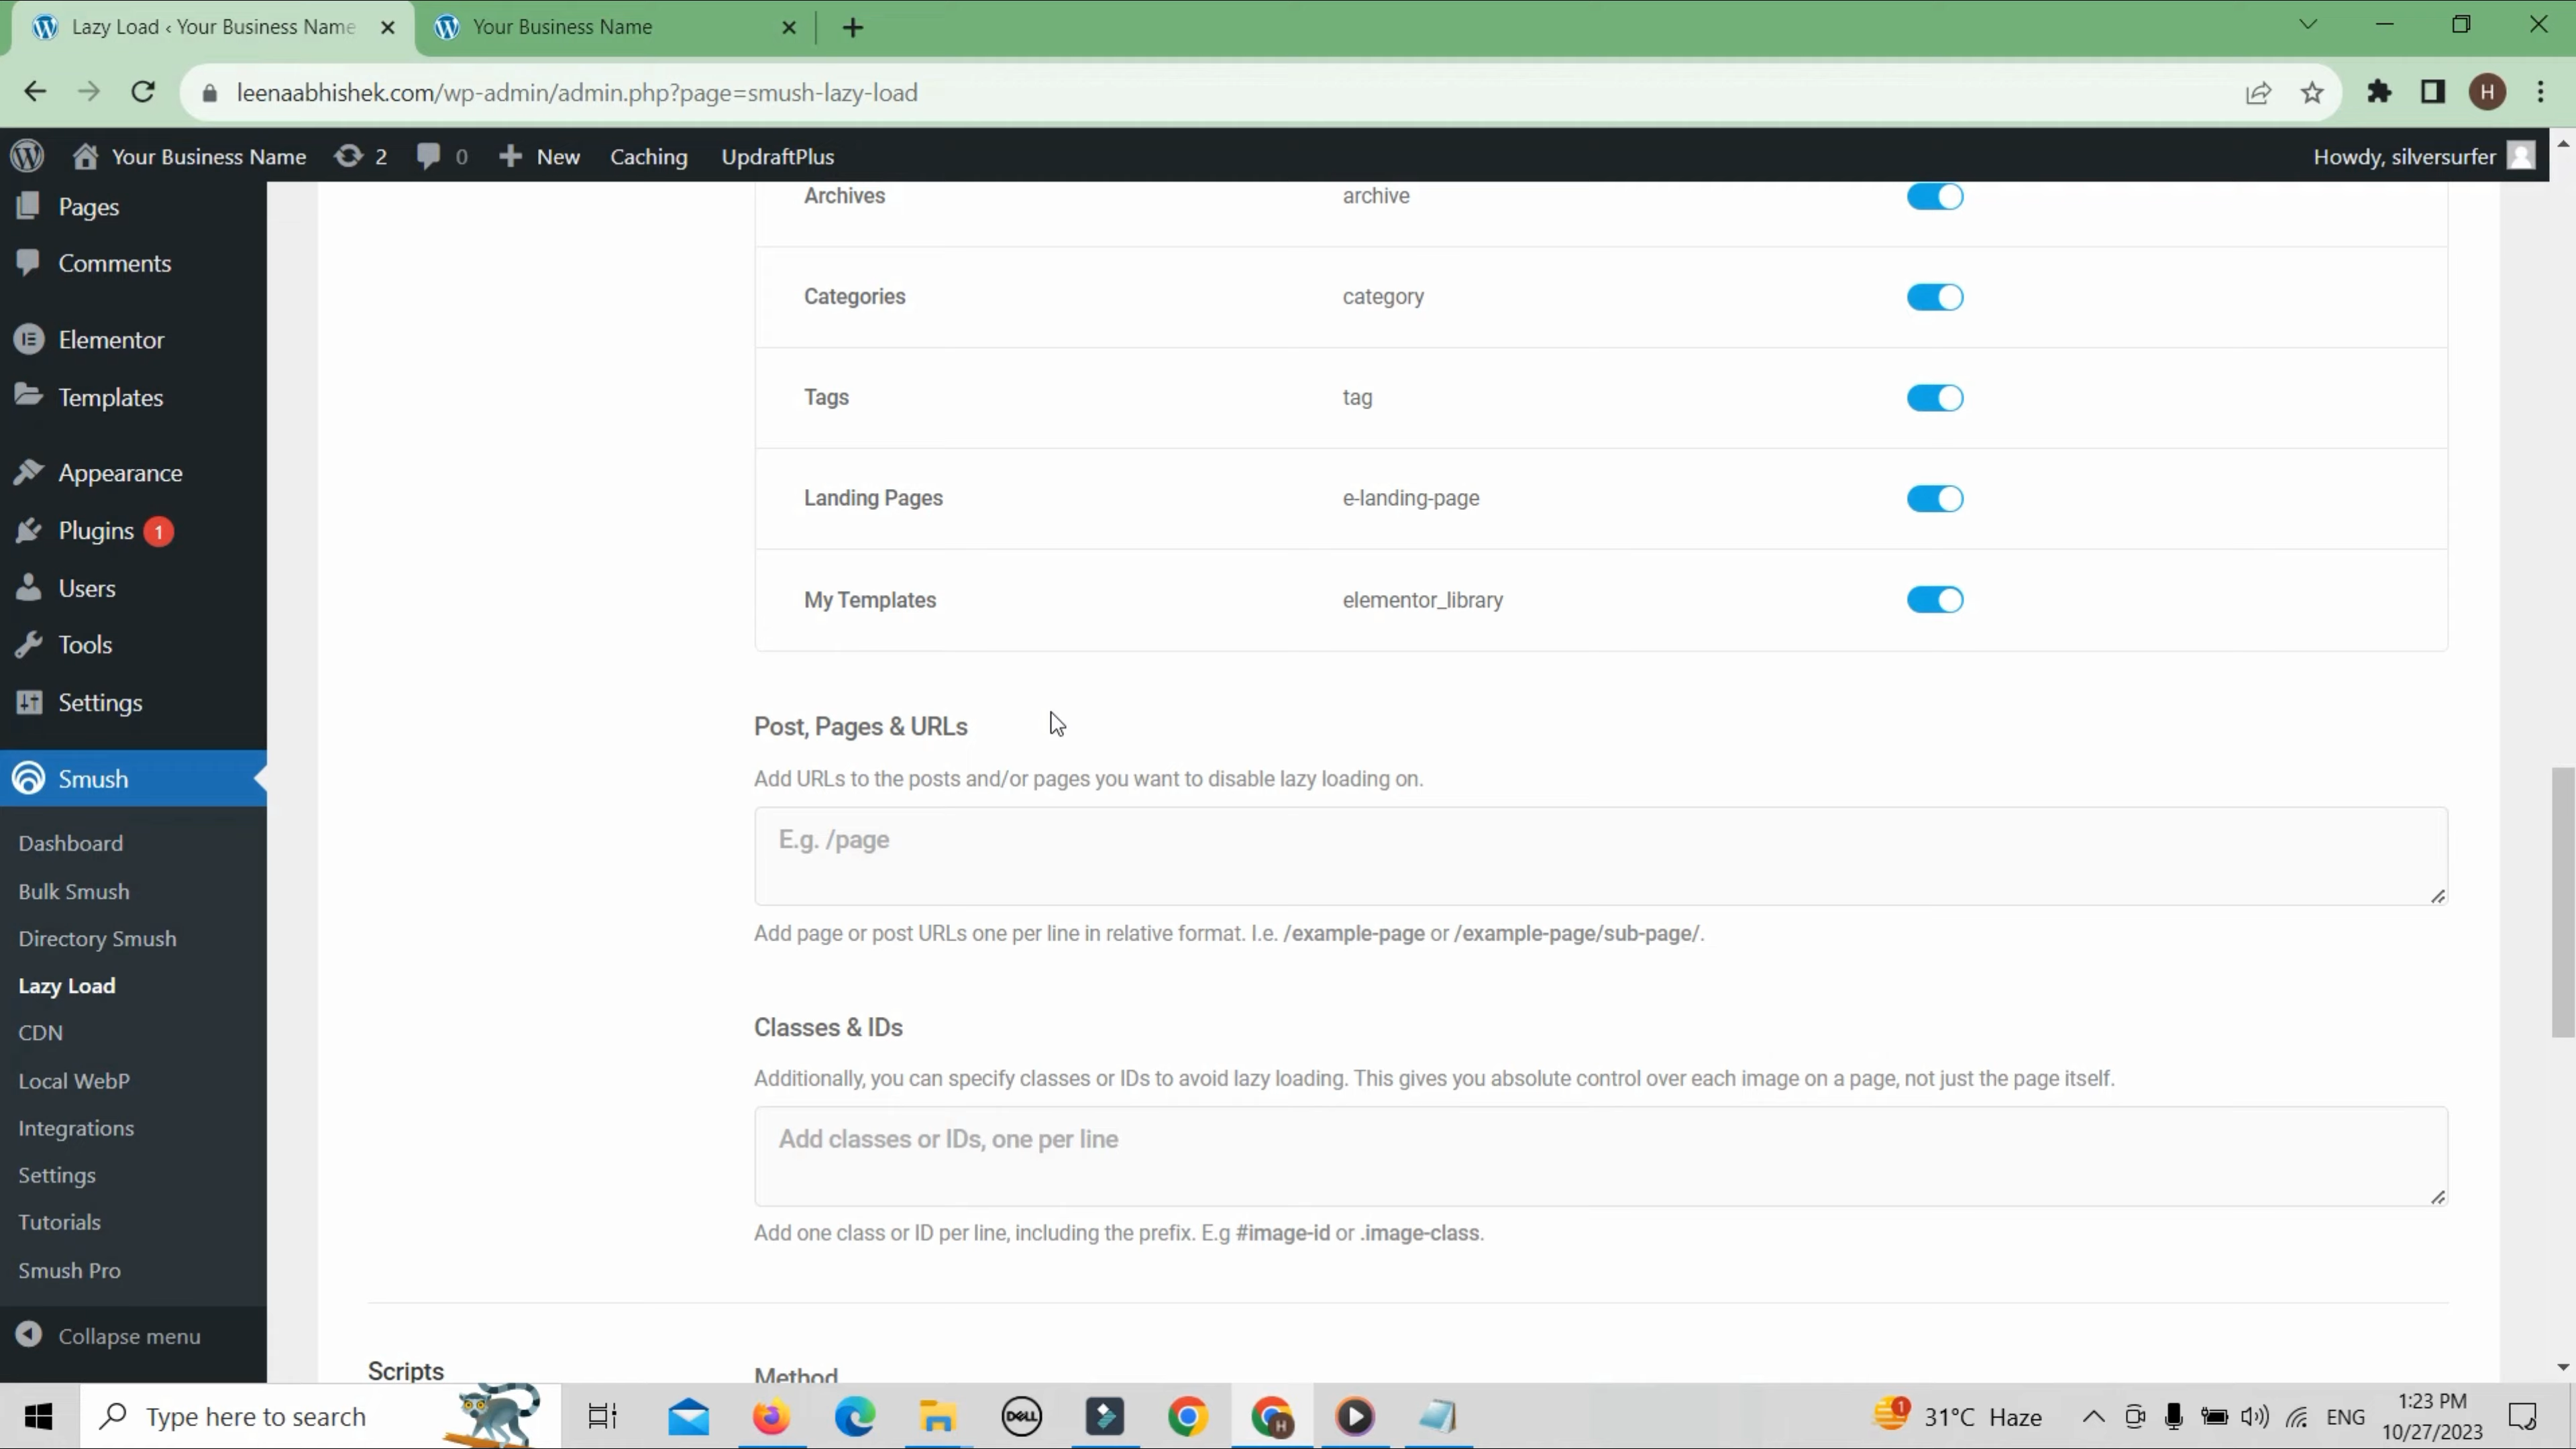 Lazy Load ‹ Your Business Name
Your Business Name
leenaabhishek.com/wp-admin/admin.php?page=smush-lazy-load
H
Your Business Name 2 0 New Caching UpdraftPlus Howdy, silversurfer
Pages
Comments
Elementor
Templates
Appearance
Plugins 1
Users
Tools
Settings
Smush
Dashboard
Bulk Smush
Directory Smush
Lazy Load
CDN
Local WebP
Integrations
Settings
Tutorials
Smush Pro
Collapse menu
Archives archive
Categories category
Tags tag
Landing Pages e-landing-page
My Templates elementor_library
Post, Pages & URLs
Add URLs to the posts and/or pages you want to disable lazy loading on.
E.g. /page
Add page or post URLs one per line in relative format. I.e. /example-page or /example-page/sub-page/.
Classes & IDs
Additionally, you can specify classes or IDs to avoid lazy loading. This gives you absolute control over each image on a page, not just the page itself.
Add classes or IDs, one per line
Add one class or ID per line, including the prefix. E.g #image-id or .image-class.
Scripts Method
Type here to search
DELL
H
1
31°C Haze
ENG
1:23 PM
10/27/2023